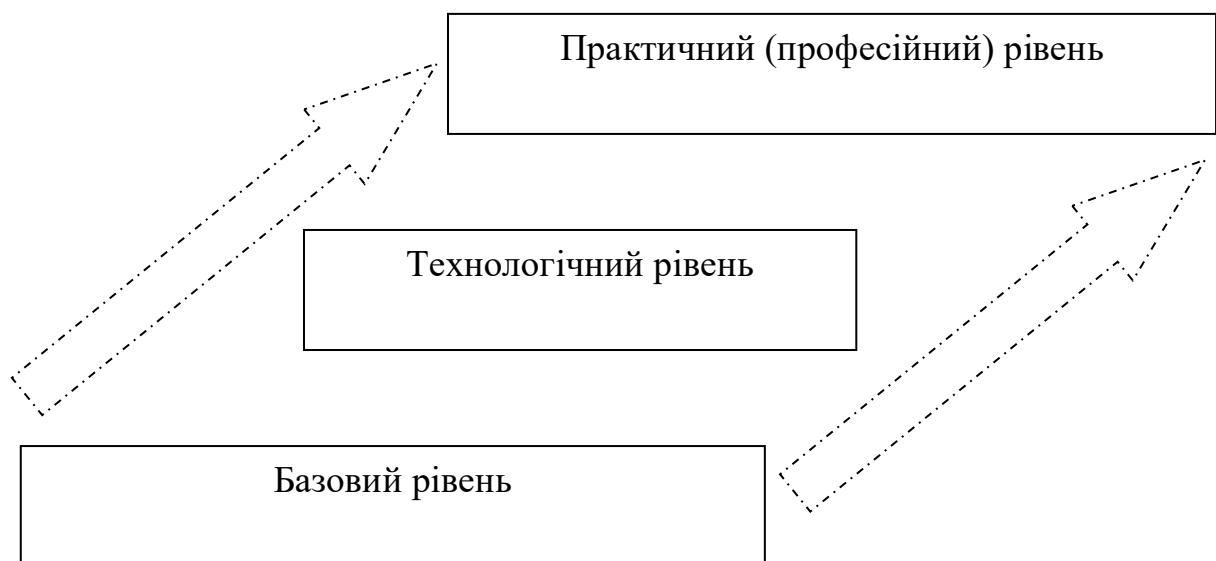 Практичний (професійний) рівень
Технологічний рівень
Базовий рівень